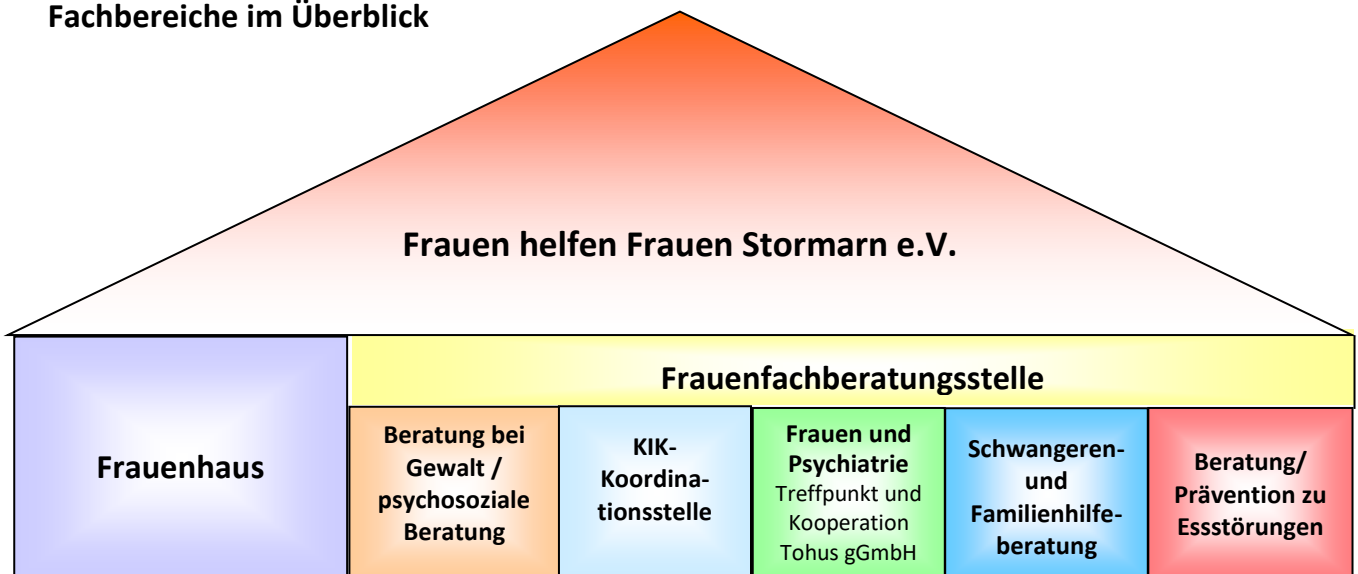 Fachbereiche im Überblick
Frauen helfen Frauen Stormarn e.V.
Frauenfachberatungsstelle
Frauenhaus
Beratung bei
Gewalt /
psychosoziale
Beratung
KIK-
Koordina-
tionsstelle
Frauen und
Psychiatrie
Treffpunkt und
Kooperation
Tohus gGmbH
Schwangeren-
und
Familienhilfe-
beratung
Beratung/
Prävention zu
Essstörungen